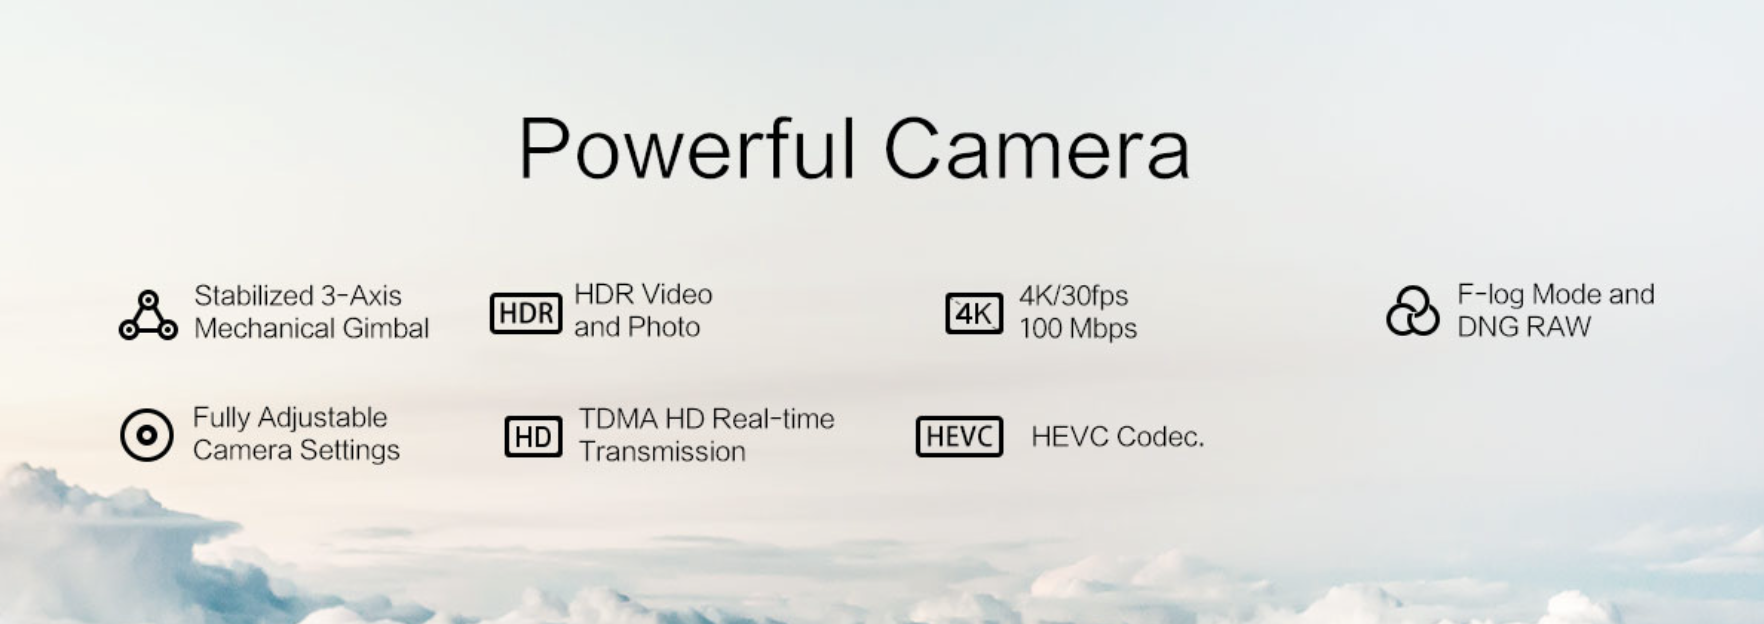 Powerful Camera
Stabilized 3-Axis
Mechanical Gimbal
HDR
HDR Video
and Photo
4K
4K/30fps
100 Mbps
F-log Mode and
DNG RAW
Fully Adjustable
Camera Settings
HD
TDMA HD Real-time
Transmission
HEVC
HEVC Codec.